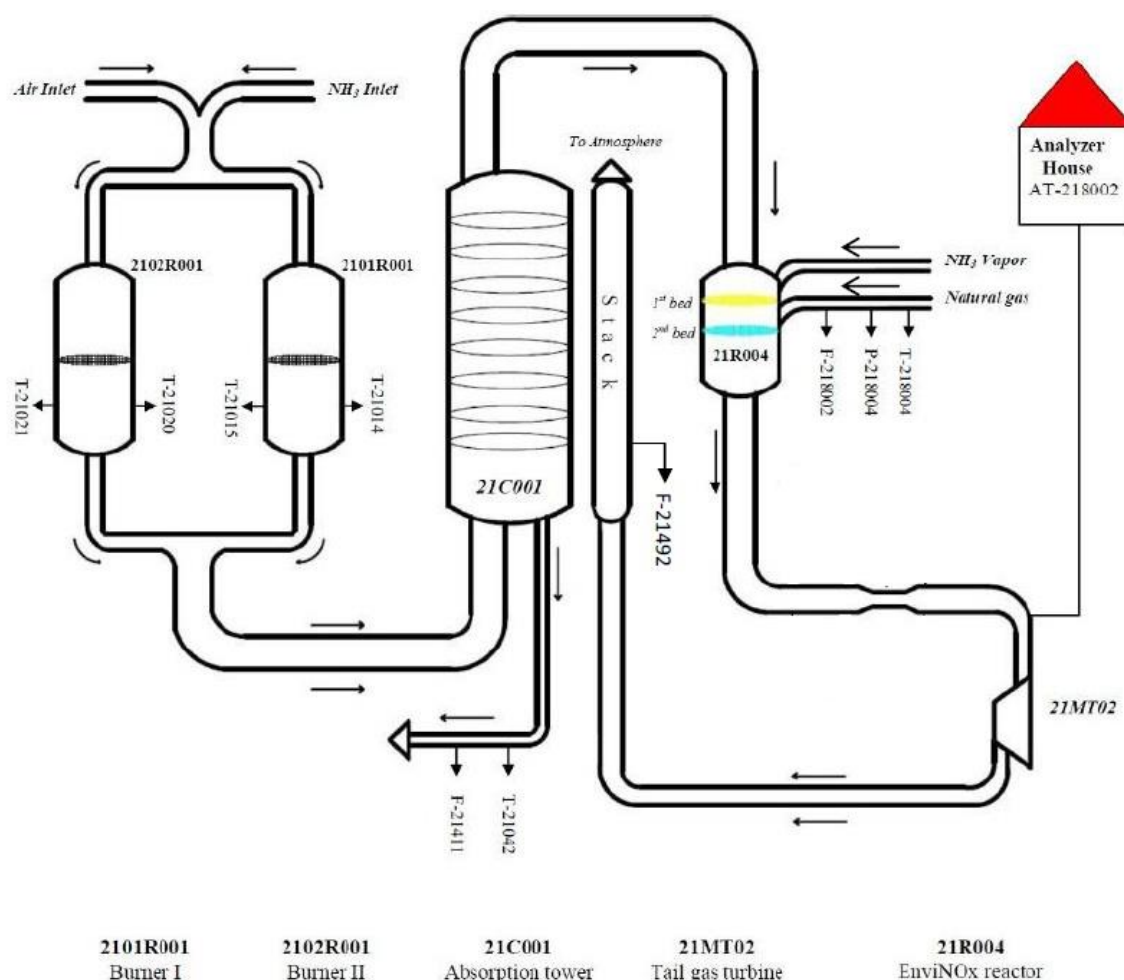 Air Inlet
NH3 Inlet
To Atmosphere
Analyzer
House
AT-218002
2102R001
2101R001
NH3 Vapor
Natural gas
1st bed
2nd bed
21R004
Stack
T-21021
T-21020
T-21015
T-21014
F-218002
P-218004
T-218004
21C001
F-21492
21MT02
F-21411
T-21042
2101R001 2102R001 21C001 21MT02 21R004
Burner I Burner II Absorption tower Tail gas turbine EnviNOx reactor